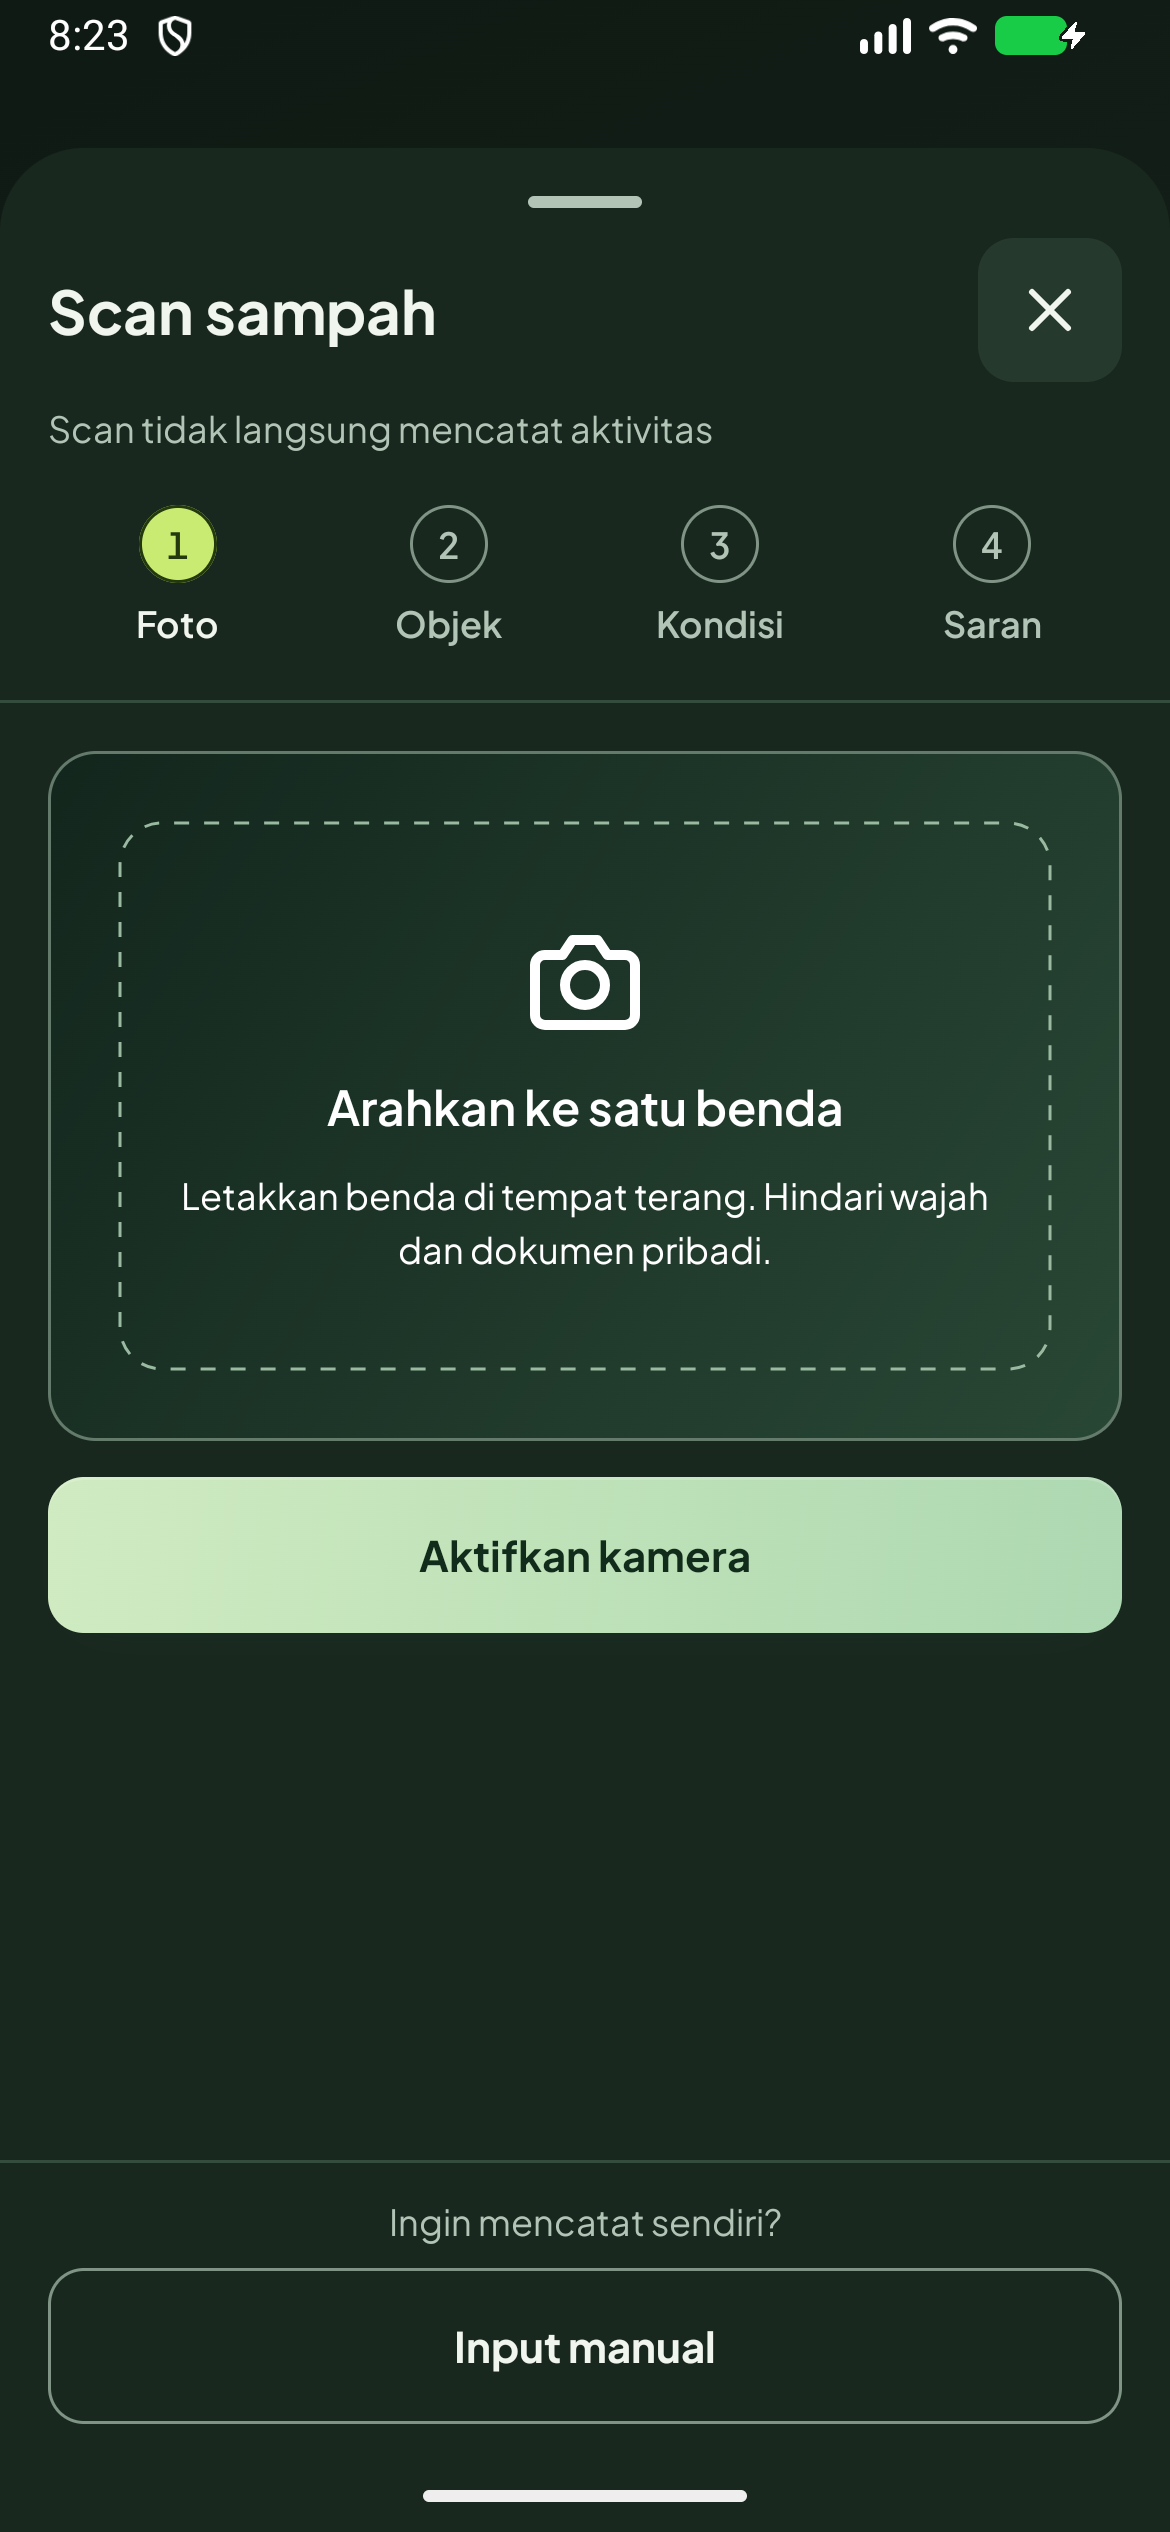 8:23
Scan sampah
Scan tidak langsung mencatat aktivitas
1
2
3
4
Foto
Objek
Kondisi
Saran
Arahkan ke satu benda
Letakkan benda di tempat terang. Hindari wajah
dan dokumen pribadi.
Aktifkan kamera
Ingin mencatat sendiri?
Input manual